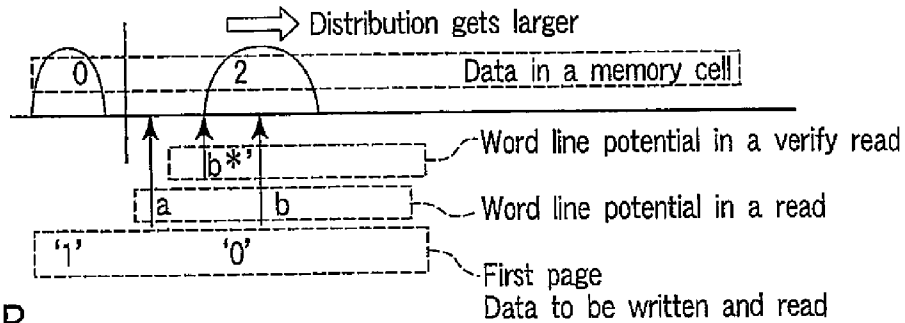 Distribution gets larger
0 2 Data in a memory cell
b*' Word line potential in a verify read
a b Word line potential in a read
'1' '0'
First page
Data to be written and read